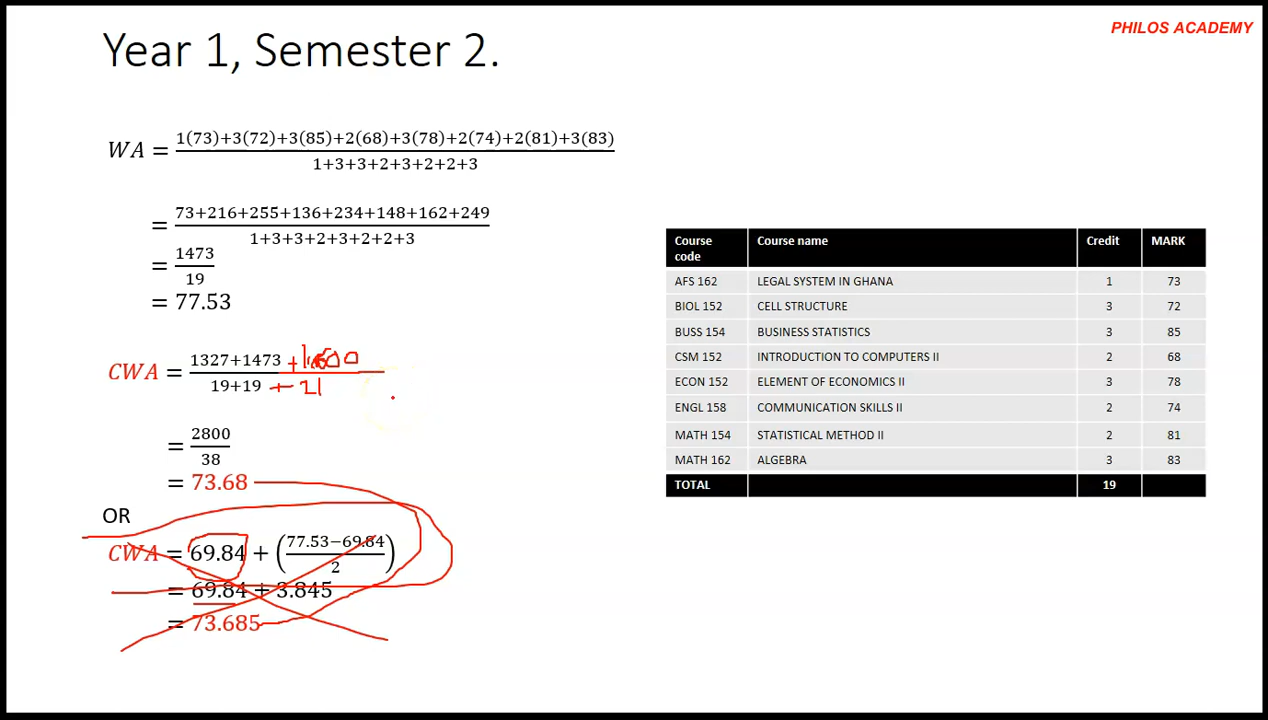 PHILOS ACADEMY
Year 1, Semester 2.
WA = 1(73)+3(72)+3(85)+2(68)+3(78)+2(74)+2(81)+3(83)
1+3+3+2+3+2+2+3
= 73+216+255+136+234+148+162+249
1+3+3+2+3+2+2+3
= 1473
19
= 77.53
CWA = 1327+1473 +
19+19 + 21
= 2800
38
= 73.68
OR
CWA = 69.84 + (77.53−69.84
2)
= 69.84 + 3.845
= 73.685
Course code Course name Credit MARK
AFS 162 LEGAL SYSTEM IN GHANA 1 73
BIOL 152 CELL STRUCTURE 3 72
BUSS 154 BUSINESS STATISTICS 3 85
CSM 152 INTRODUCTION TO COMPUTERS II 2 68
ECON 152 ELEMENT OF ECONOMICS II 3 78
ENGL 158 COMMUNICATION SKILLS II 2 74
MATH 154 STATISTICAL METHOD II 2 81
MATH 162 ALGEBRA 3 83
TOTAL 19